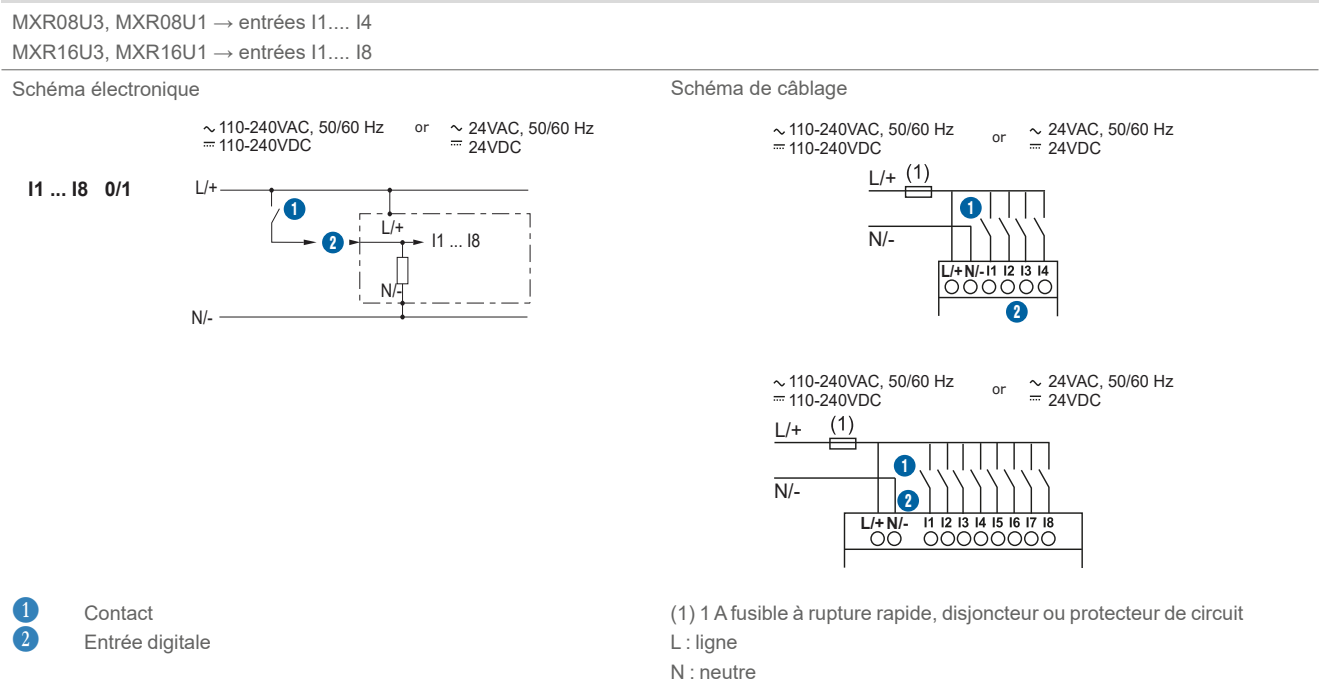 MXR08U3, MXR08U1 → entrées I1.... I4
MXR16U3, MXR16U1 → entrées I1.... I8
Schéma électronique
∼ 110-240VAC, 50/60 Hz or ∼ 24VAC, 50/60 Hz
⎓ 110-240VDC ⎓ 24VDC
I1 ... I8 0/1
L/+
1
L/+
2
I1 ... I8
N/-
N/-
Schéma de câblage
∼ 110-240VAC, 50/60 Hz or ∼ 24VAC, 50/60 Hz
⎓ 110-240VDC ⎓ 24VDC
L/+ (1)
1
N/-
L/+ N/- I1 I2 I3 I4
2
∼ 110-240VAC, 50/60 Hz or ∼ 24VAC, 50/60 Hz
⎓ 110-240VDC ⎓ 24VDC
L/+ (1)
1
N/-
2
L/+ N/- I1 I2 I3 I4 I5 I6 I7 I8
1 Contact
2 Entrée digitale
(1) 1 A fusible à rupture rapide, disjoncteur ou protecteur de circuit
L : ligne
N : neutre